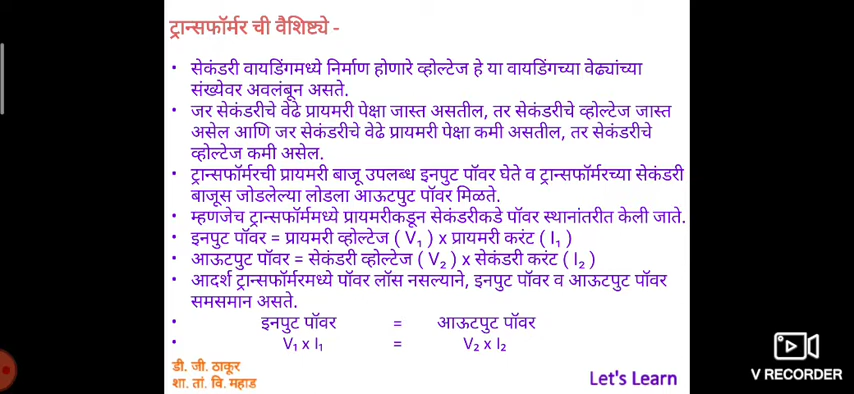 ट्रान्सफॉर्मर ची वैशिष्ट्ये -
• सेकंडरी वायडिंगमध्ये निर्माण होणारे व्होल्टेज हे या वायडिंगच्या वेढ्यांच्या
संख्येवर अवलंबून असते.
• जर सेकंडरीचे वेढे प्रायमरी पेक्षा जास्त असतील, तर सेकंडरीचे व्होल्टेज जास्त
असेल आणि जर सेकंडरीचे वेढे प्रायमरी पेक्षा कमी असतील, तर सेकंडरीचे
व्होल्टेज कमी असेल.
• ट्रान्सफॉर्मरची प्रायमरी बाजू उपलब्ध इनपुट पॉवर घेते व ट्रान्सफॉर्मरच्या सेकंडरी
बाजूस जोडलेल्या लोडला आऊटपुट पॉवर मिळते.
• म्हणजेच ट्रान्सफॉर्ममध्ये प्रायमरीकडून सेकंडरीकडे पॉवर स्थानांतरीत केली जाते.
• इनपुट पॉवर = प्रायमरी व्होल्टेज ( V₁ ) x प्रायमरी करंट ( I₁ )
• आऊटपुट पॉवर = सेकंडरी व्होल्टेज ( V₂ ) x सेकंडरी करंट ( I₂ )
• आदर्श ट्रान्सफॉर्मरमध्ये पॉवर लॉस नसल्याने, इनपुट पॉवर व आऊटपुट पॉवर
समसमान असते.
• इनपुट पॉवर = आऊटपुट पॉवर
• V₁ x I₁ = V₂ x I₂
डी. जी. ठाकूर
शा. तां. वि. महाड
Let's Learn
V RECORDER